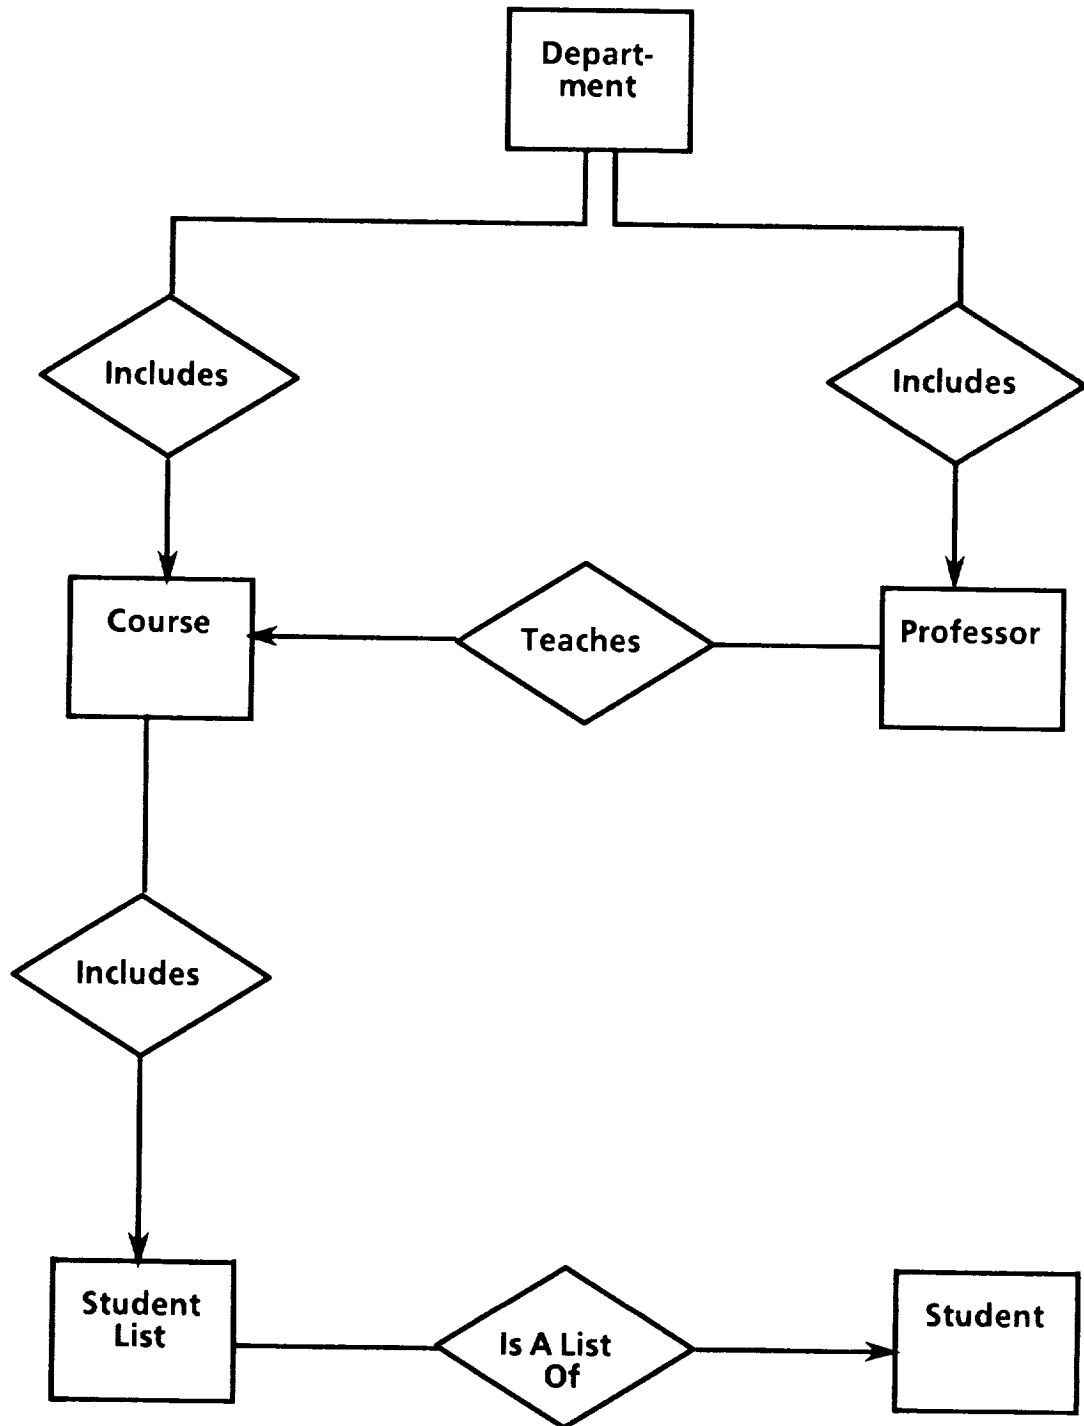 Depart-
ment
Includes
Includes
Course
Teaches
Professor
Includes
Student
List
Is A List
Of
Student